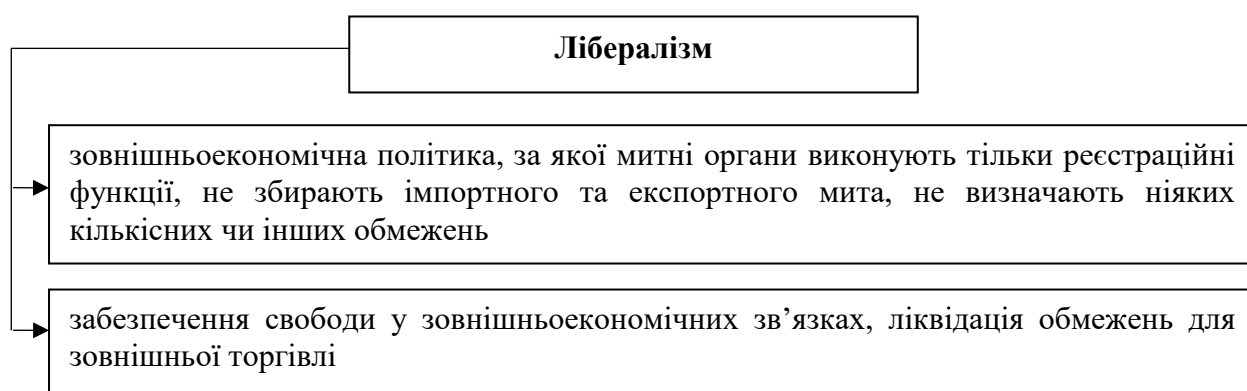 Лібералізм
зовнішньоекономічна політика, за якої митні органи виконують тільки реєстраційні
функції, не збирають імпортного та експортного мита, не визначають ніяких
кількісних чи інших обмежень
забезпечення свободи у зовнішньоекономічних зв’язках, ліквідація обмежень для
зовнішньої торгівлі